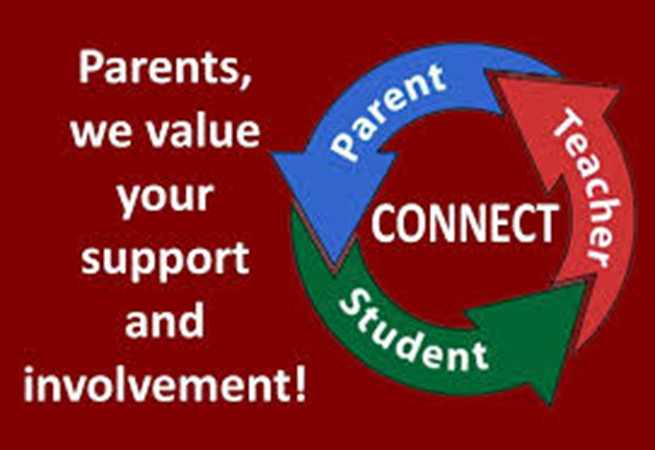 Parents,
we value
your
support
and
involvement!
Parent
Teacher
CONNECT
Student